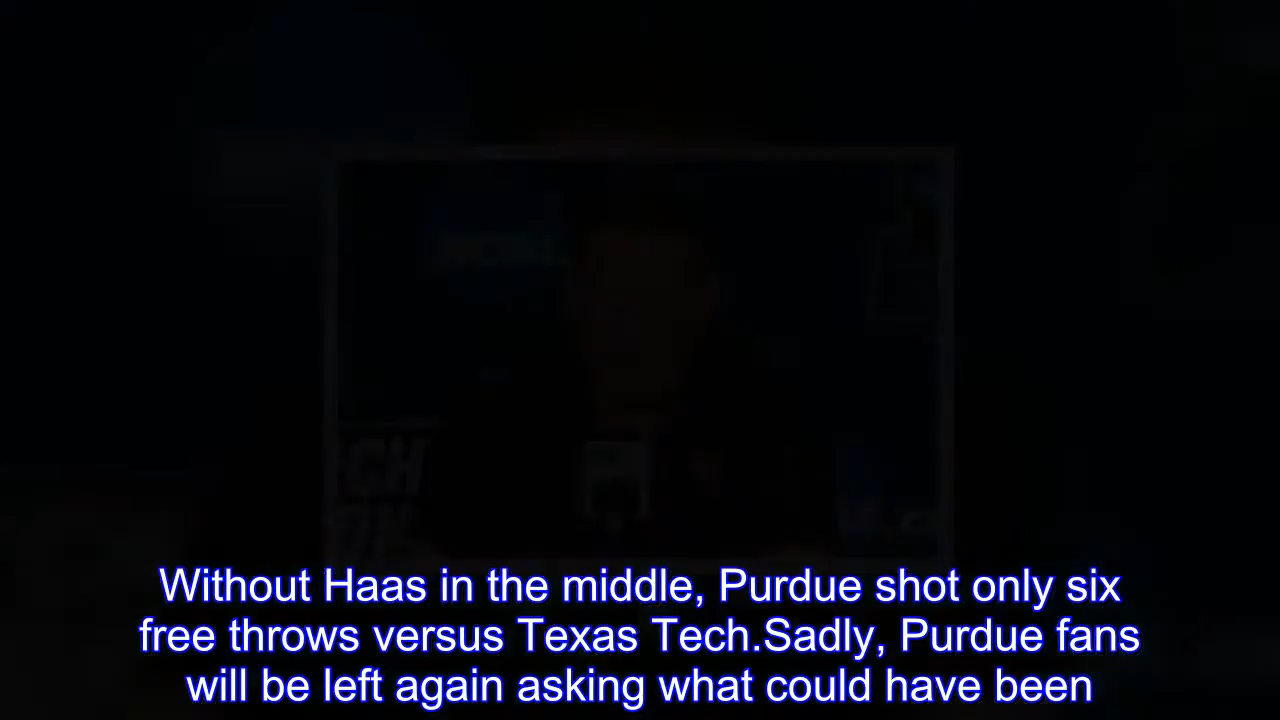 Without Haas in the middle, Purdue shot only six
free throws versus Texas Tech.Sadly, Purdue fans
will be left again asking what could have been